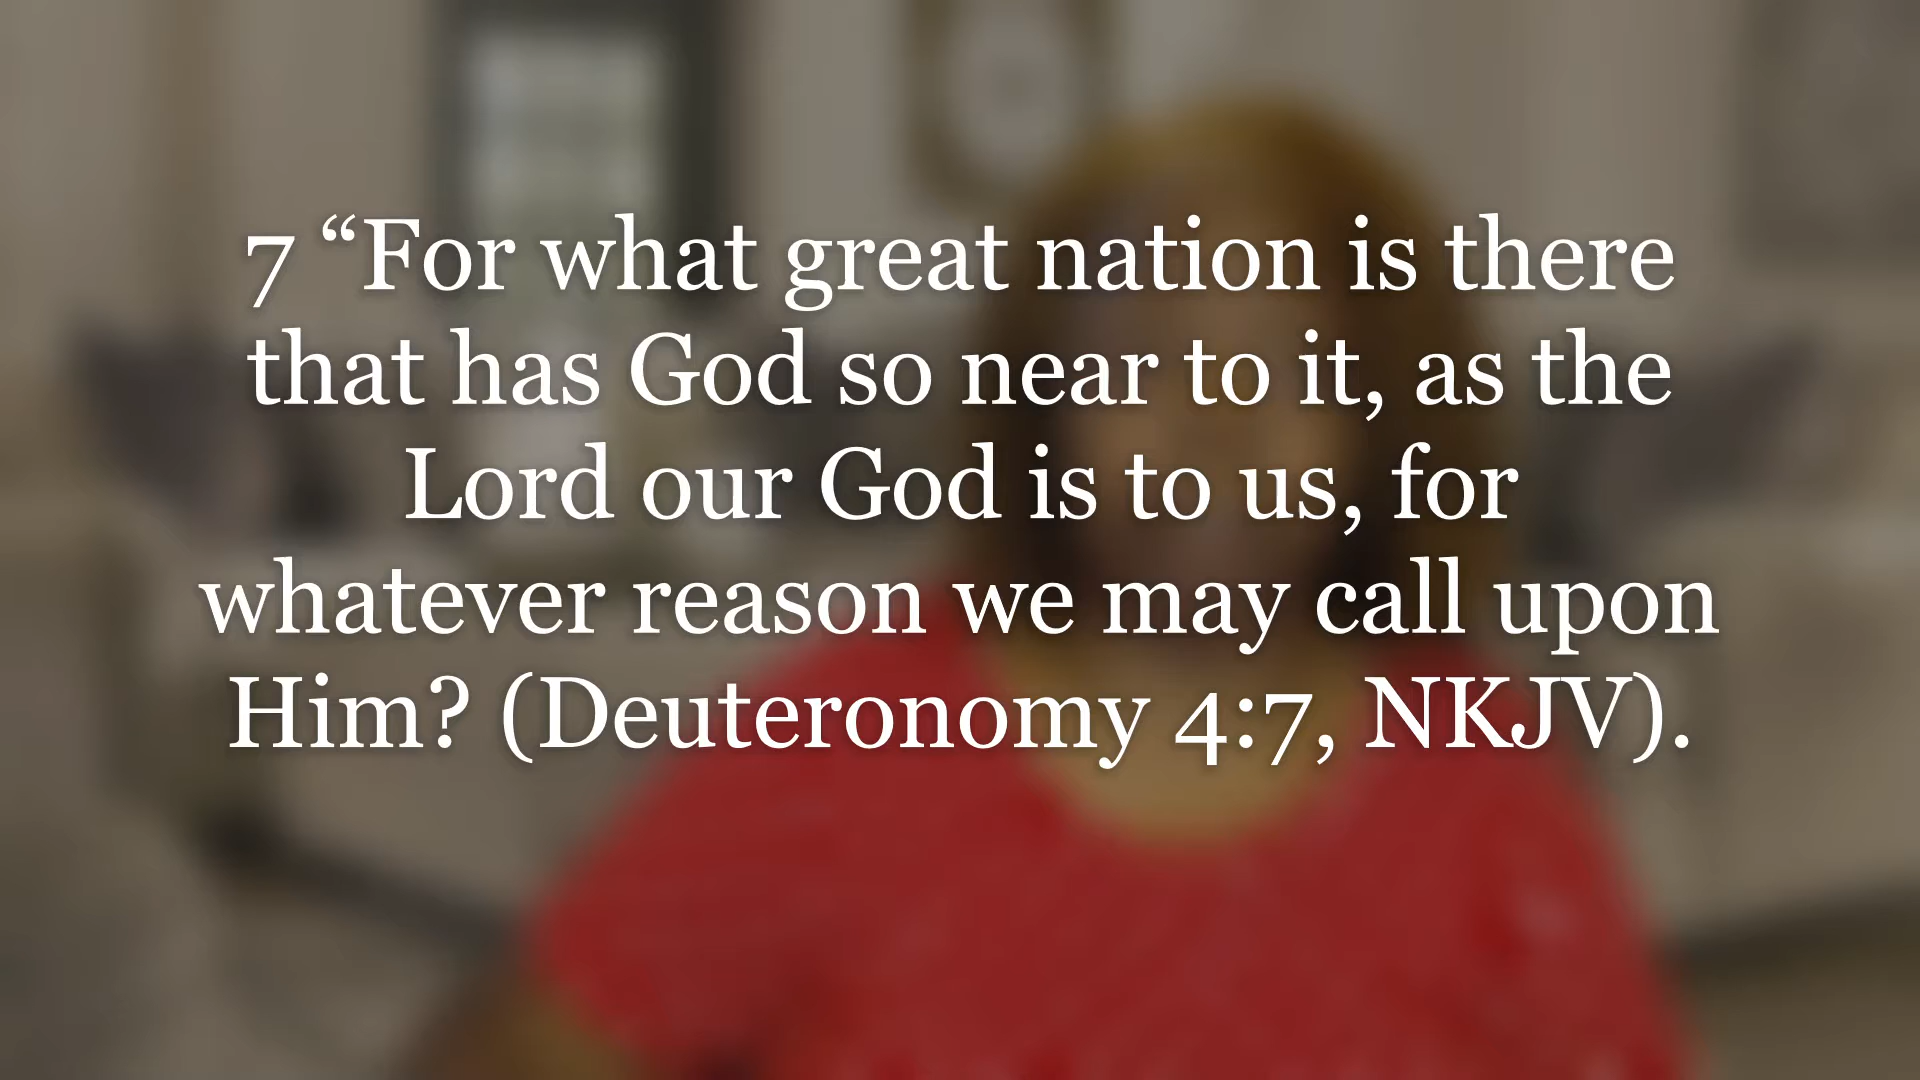 7 “For what great nation is there
that has God so near to it, as the
Lord our God is to us, for
whatever reason we may call upon
Him? (Deuteronomy 4:7, NKJV).